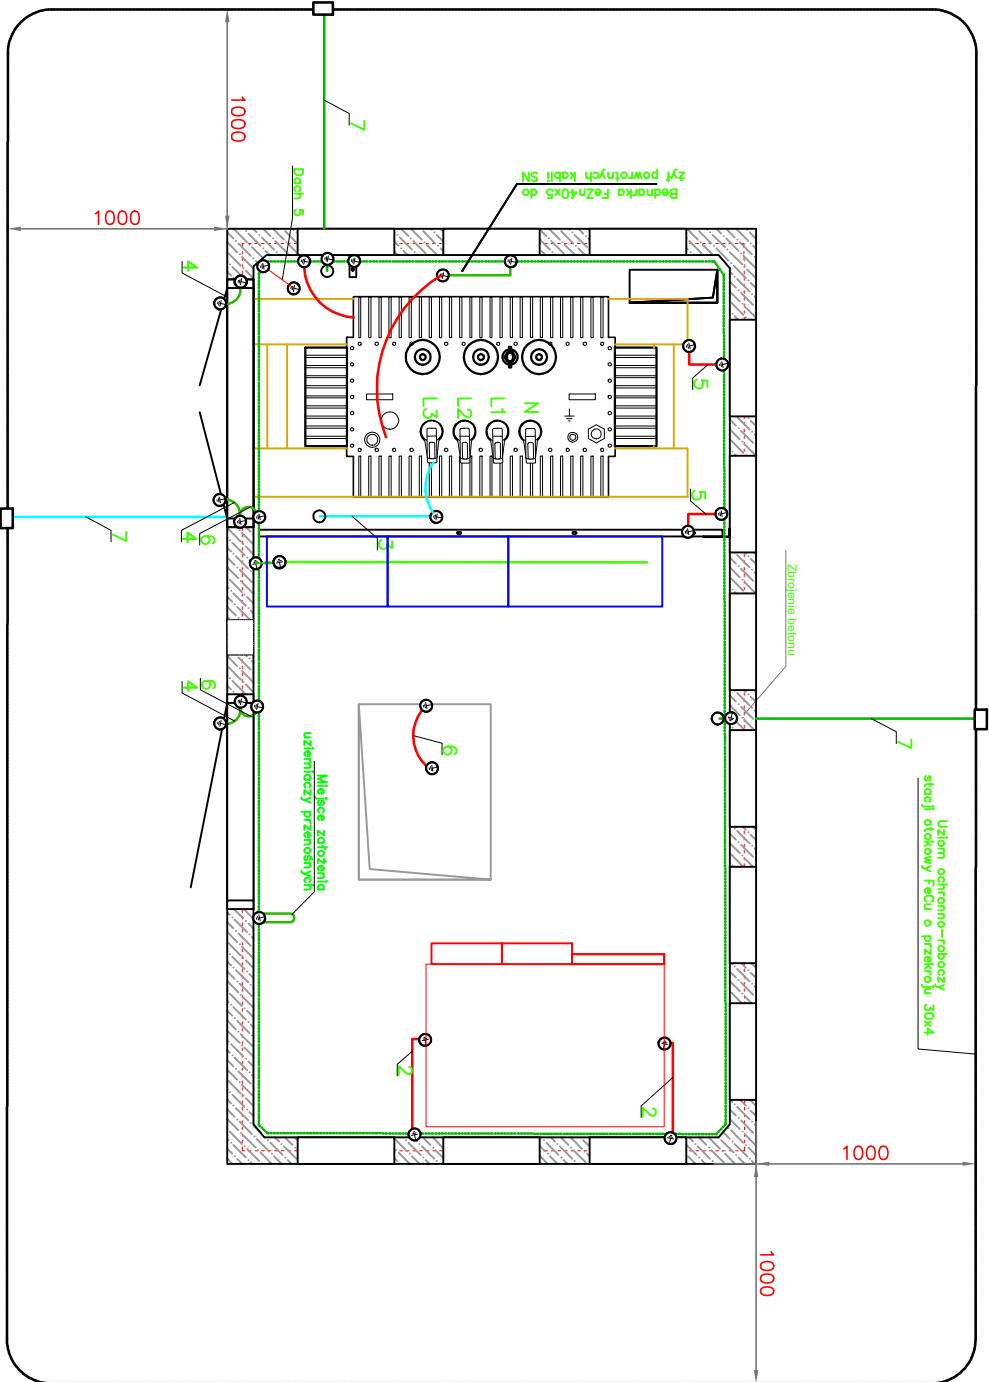 1000
7
1000
Dach 5
Bednarka FeZn40x5 do
żył powrotnych kabli SN
4
5
L3
L2
L1
N
5
3
4
6
7
Zbrojenie betonu
4
6
6
7
Miejsce założenia
uziemiaczy przenośnych
Uziom ochronno-roboczy
stacji otokowy FeCu o przekroju 30x4
2
2
1000
1000